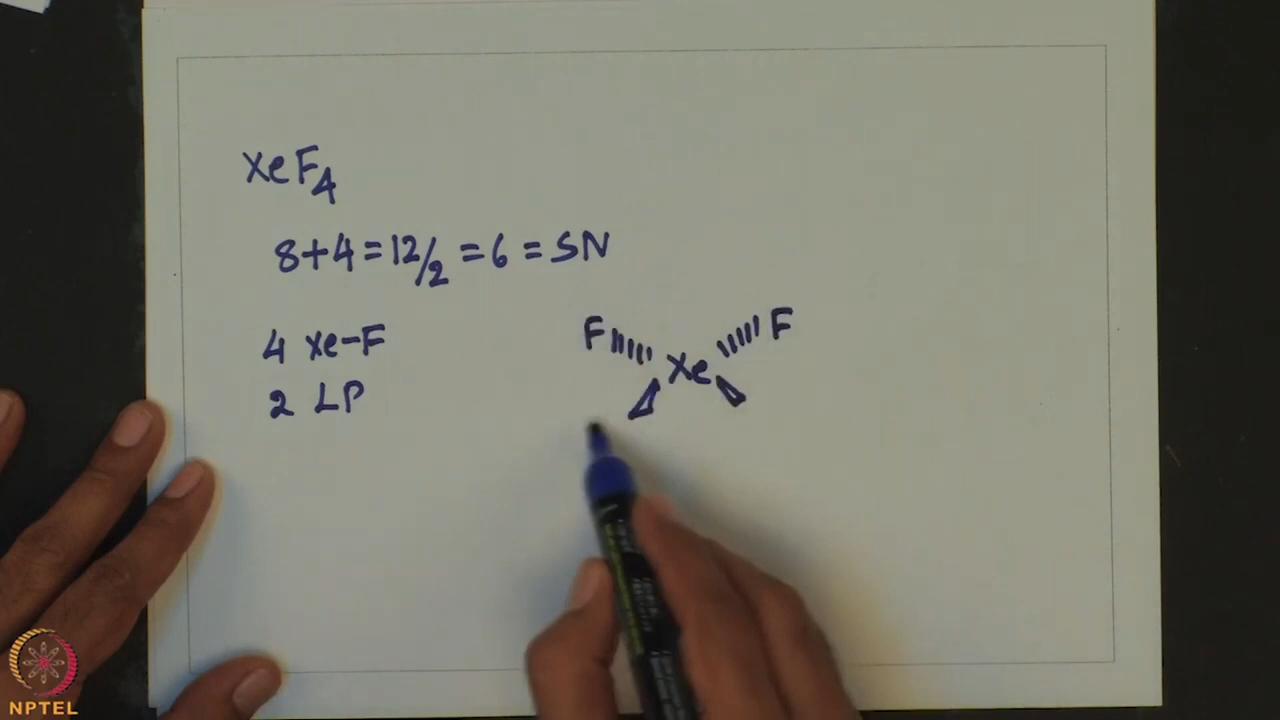 XeF4
8+4=12/2=6=SN
4 Xe-F
2 LP
F Xe F
NPTEL